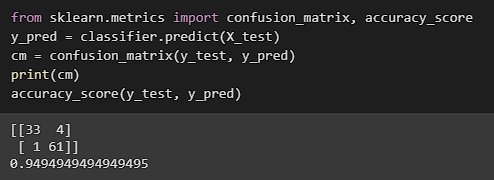 from sklearn.metrics import confusion_matrix, accuracy_score
y_pred = classifier.predict(X_test)
cm = confusion_matrix(y_test, y_pred)
print(cm)
accuracy_score(y_test, y_pred)
[[33  4]
 [ 1 61]]
0.9494949494949495